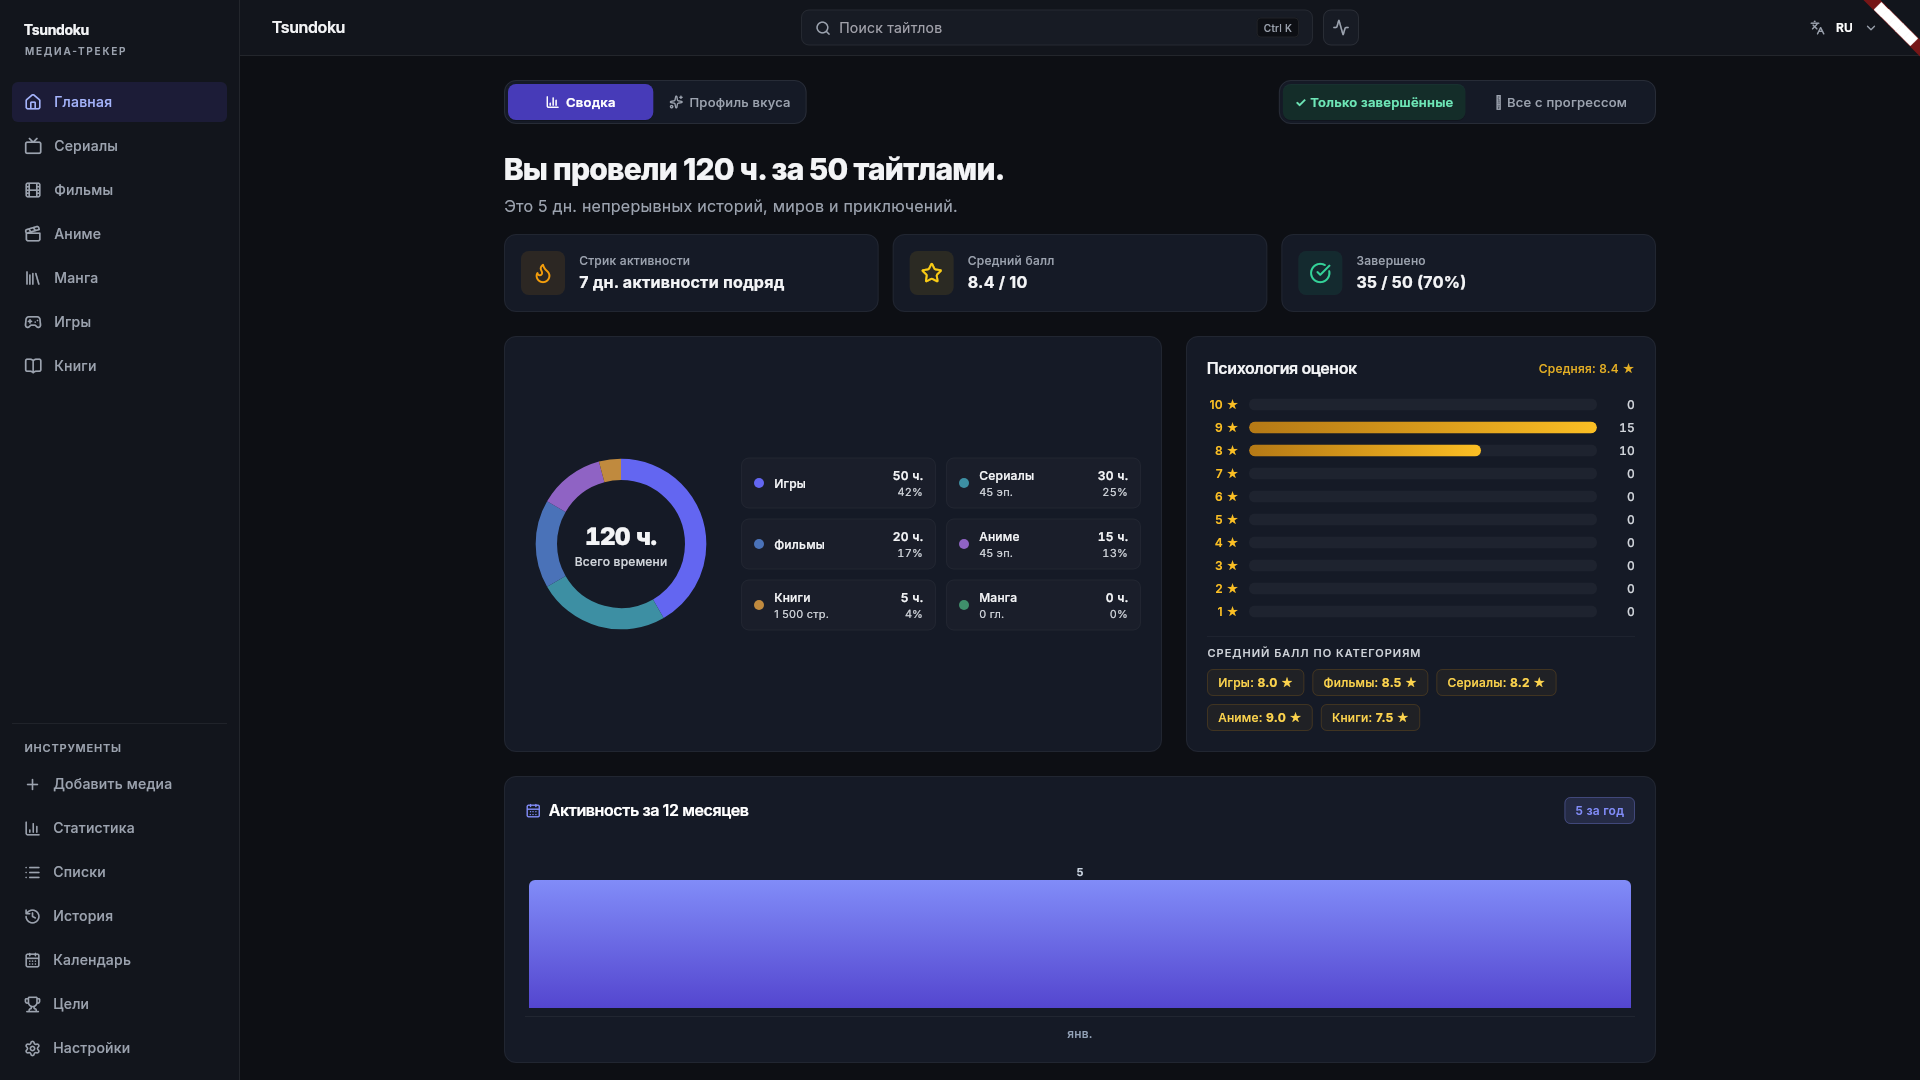 Tsundoku
МЕДИА-ТРЕКЕР
Главная
Сериалы
Фильмы
Аниме
Манга
Игры
Книги
ИНСТРУМЕНТЫ
Добавить медиа
Статистика
Списки
История
Календарь
Цели
Настройки
Tsundoku
Поиск тайтлов
Ctrl K
RU
Сводка
Профиль вкуса
✓ Только завершённые
Все с прогрессом
Вы провели 120 ч. за 50 тайтлами.
Это 5 дн. непрерывных историй, миров и приключений.
Стрик активности
7 дн. активности подряд
Средний балл
8.4 / 10
Завершено
35 / 50 (70%)
120 ч.
Всего времени
Игры
50 ч.
42%
Сериалы
45 эп.
30 ч.
25%
Фильмы
20 ч.
17%
Аниме
45 эп.
15 ч.
13%
Книги
1 500 стр.
5 ч.
4%
Манга
0 гл.
0 ч.
0%
Психология оценок
Средняя: 8.4 ★
10 ★ 0
9 ★ 15
8 ★ 10
7 ★ 0
6 ★ 0
5 ★ 0
4 ★ 0
3 ★ 0
2 ★ 0
1 ★ 0
СРЕДНИЙ БАЛЛ ПО КАТЕГОРИЯМ
Игры: 8.0 ★
Фильмы: 8.5 ★
Сериалы: 8.2 ★
Аниме: 9.0 ★
Книги: 7.5 ★
Активность за 12 месяцев
5 за год
5
янв.